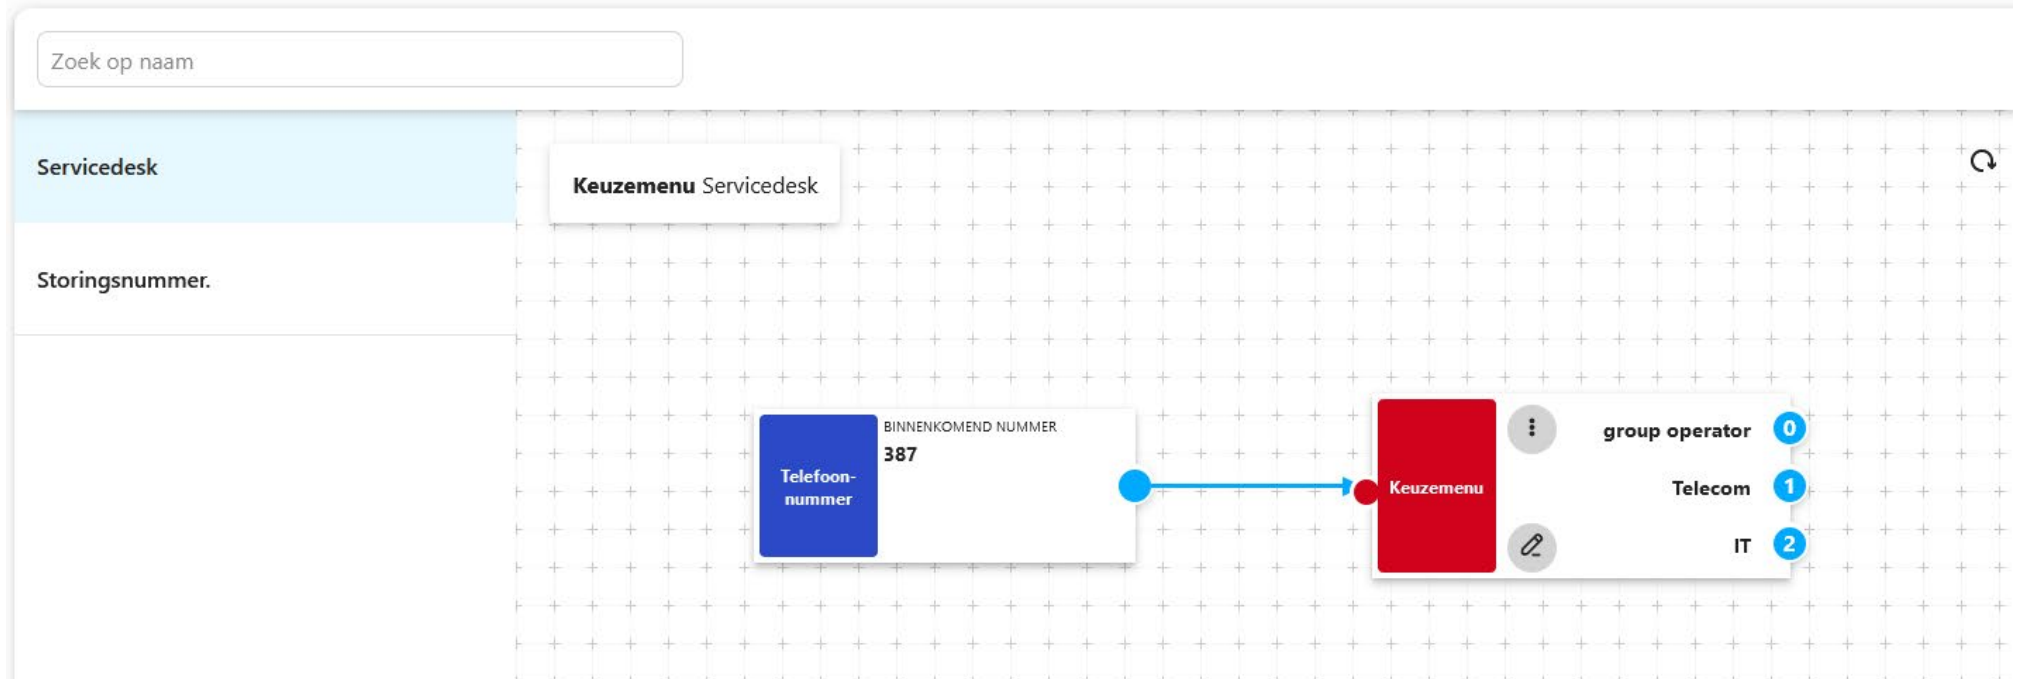 Zoek op naam
Servicedesk
Storingsnummer.
Keuzemenu Servicedesk
Telefoon-
nummer
BINNENKOMEND NUMMER
387
Keuzemenu
group operator 0
Telecom 1
IT 2